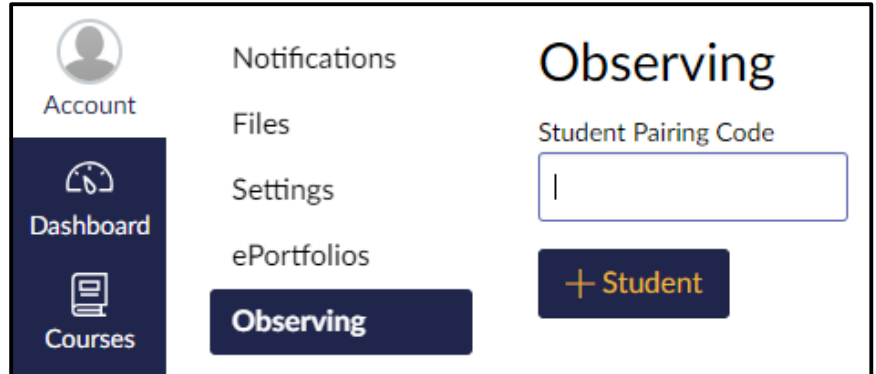 Account
Dashboard
Courses
Notifications
Files
Settings
ePortfolios
Observing
Observing
Student Pairing Code
+ Student